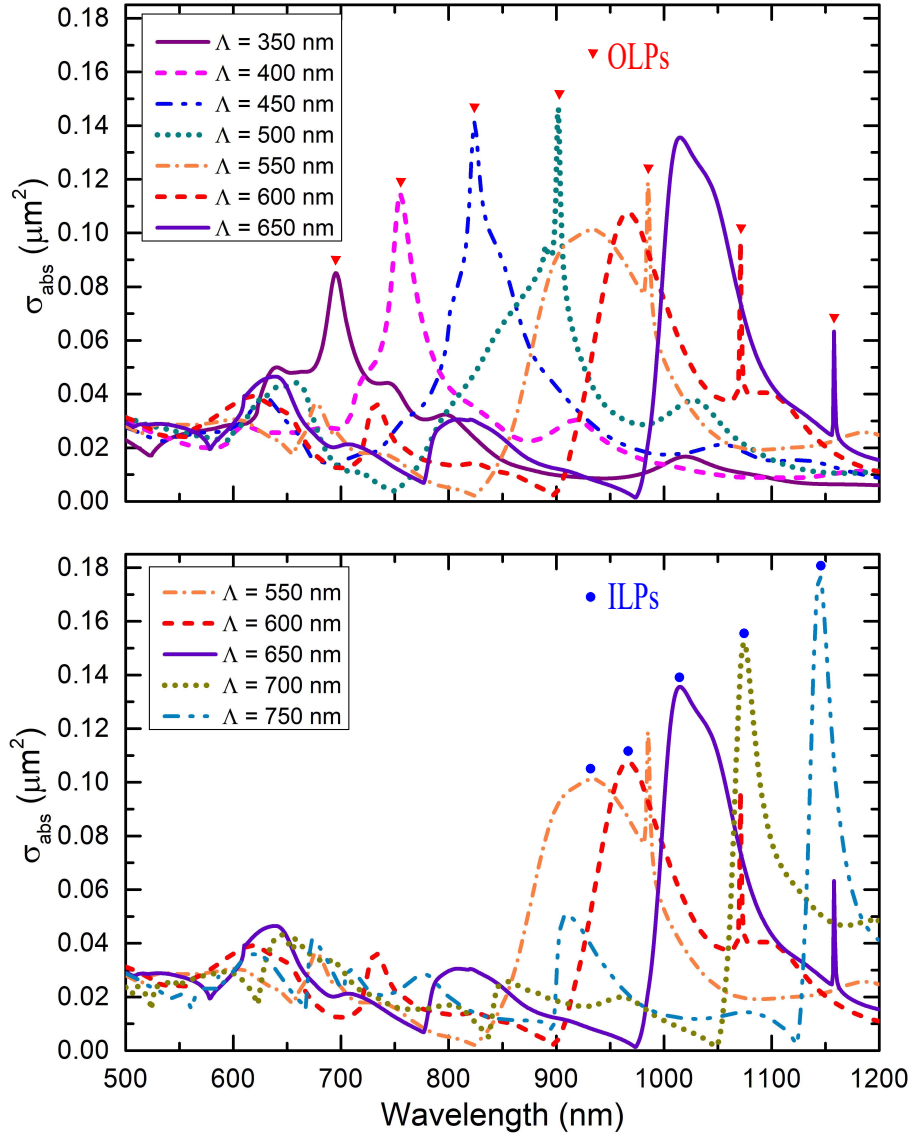 0.18
0.16
0.14
0.12
0.10
0.08
0.06
0.04
0.02
0.00
σabs (μm²)
Λ = 350 nm
Λ = 400 nm
Λ = 450 nm
Λ = 500 nm
Λ = 550 nm
Λ = 600 nm
Λ = 650 nm
OLPs
0.18
0.16
0.14
0.12
0.10
0.08
0.06
0.04
0.02
0.00
σabs (μm²)
Λ = 550 nm
Λ = 600 nm
Λ = 650 nm
Λ = 700 nm
Λ = 750 nm
ILPs
500 600 700 800 900 1000 1100 1200
Wavelength (nm)